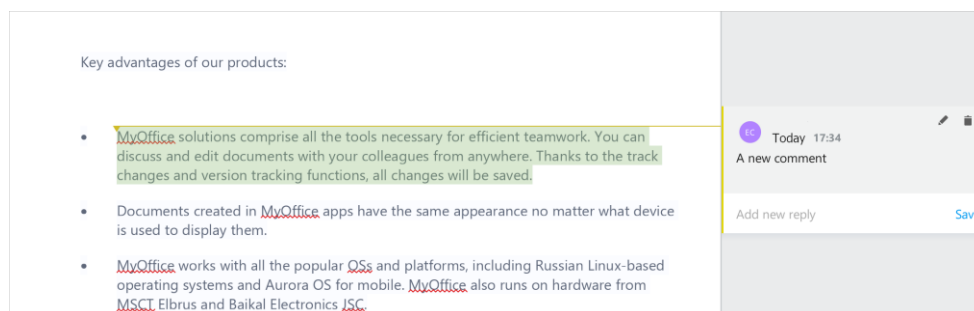 Key advantages of our products:
• MyOffice solutions comprise all the tools necessary for efficient teamwork. You can
discuss and edit documents with your colleagues from anywhere. Thanks to the track
changes and version tracking functions, all changes will be saved.
• Documents created in MyOffice apps have the same appearance no matter what device
is used to display them.
• MyOffice works with all the popular OSs and platforms, including Russian Linux-based
operating systems and Aurora OS for mobile. MyOffice also runs on hardware from
MSCT Elbrus and Baikal Electronics JSC.
EC
Today 17:34
A new comment
Add new reply
Sav